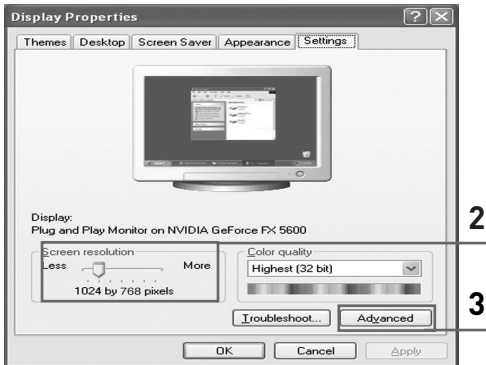 Display Properties
Themes Desktop Screen Saver Appearance Settings
Display:
Plug and Play Monitor on NVIDIA GeForce FX 5600
Screen resolution
Less More
1024 by 768 pixels
Color quality
Highest (32 bit)
2
Troubleshoot... Advanced
3
OK Cancel Apply